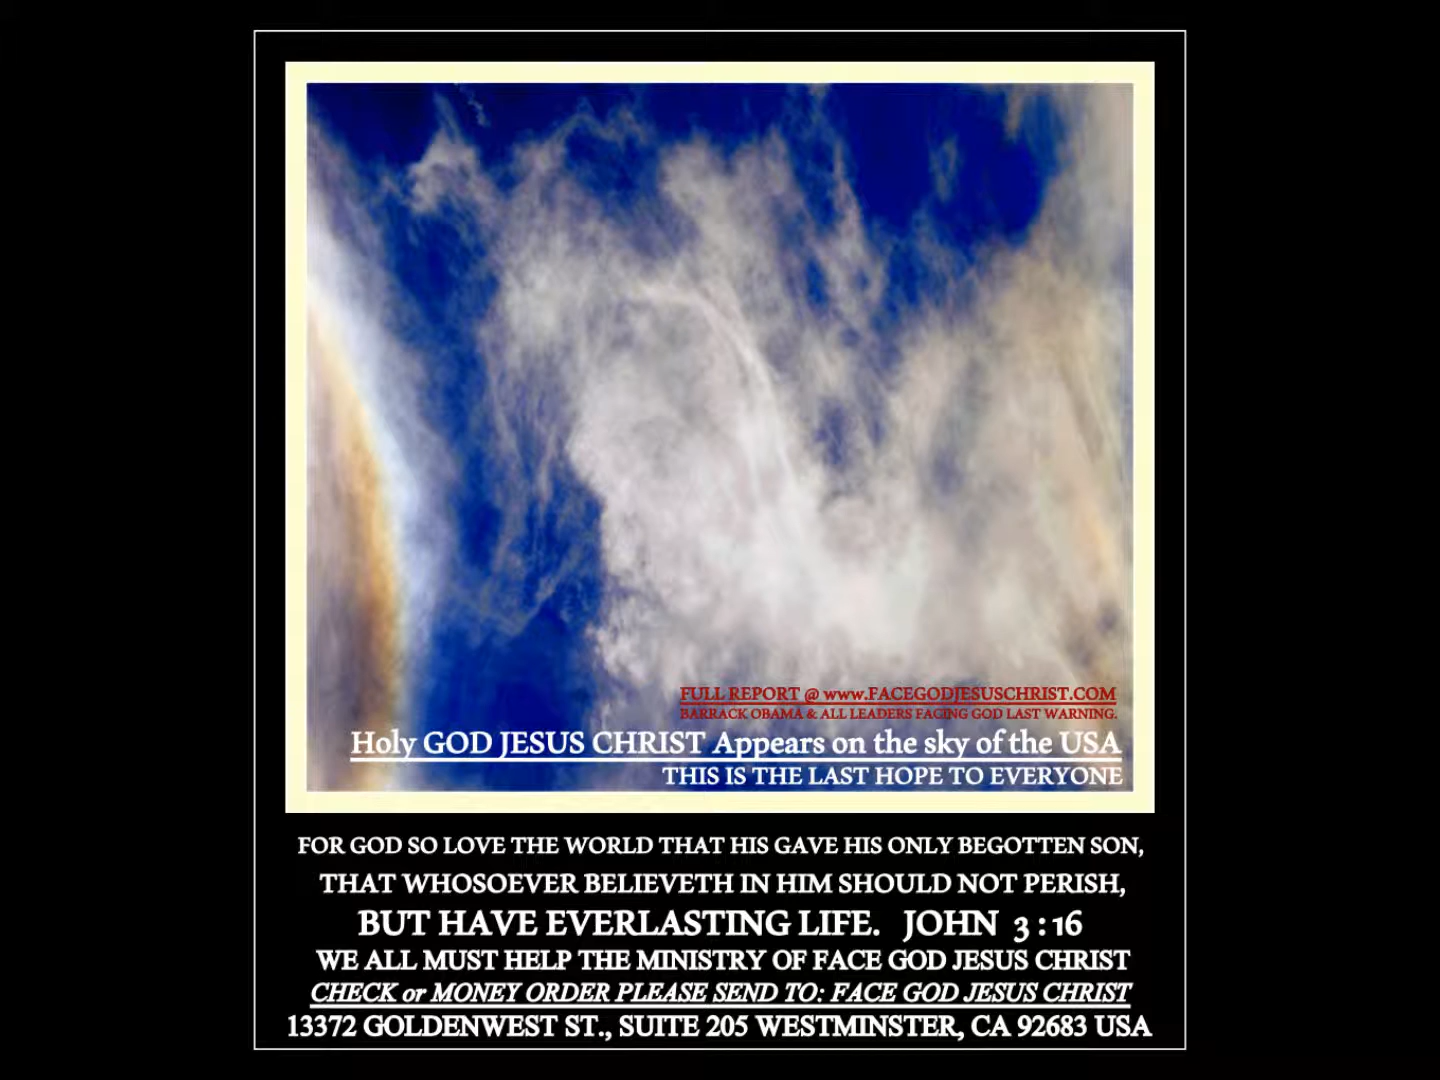 FULL REPORT @ www.FACEGODJESUSCHRIST.COM
BARRACK OBAMA & ALL LEADERS FACING GOD LAST WARNING.
Holy GOD JESUS CHRIST Appears on the sky of the USA
THIS IS THE LAST HOPE TO EVERYONE
FOR GOD SO LOVE THE WORLD THAT HIS GAVE HIS ONLY BEGOTTEN SON,
THAT WHOSOEVER BELIEVETH IN HIM SHOULD NOT PERISH,
BUT HAVE EVERLASTING LIFE. JOHN 3 : 16
WE ALL MUST HELP THE MINISTRY OF FACE GOD JESUS CHRIST
CHECK or MONEY ORDER PLEASE SEND TO: FACE GOD JESUS CHRIST
13372 GOLDENWEST ST., SUITE 205 WESTMINSTER, CA 92683 USA